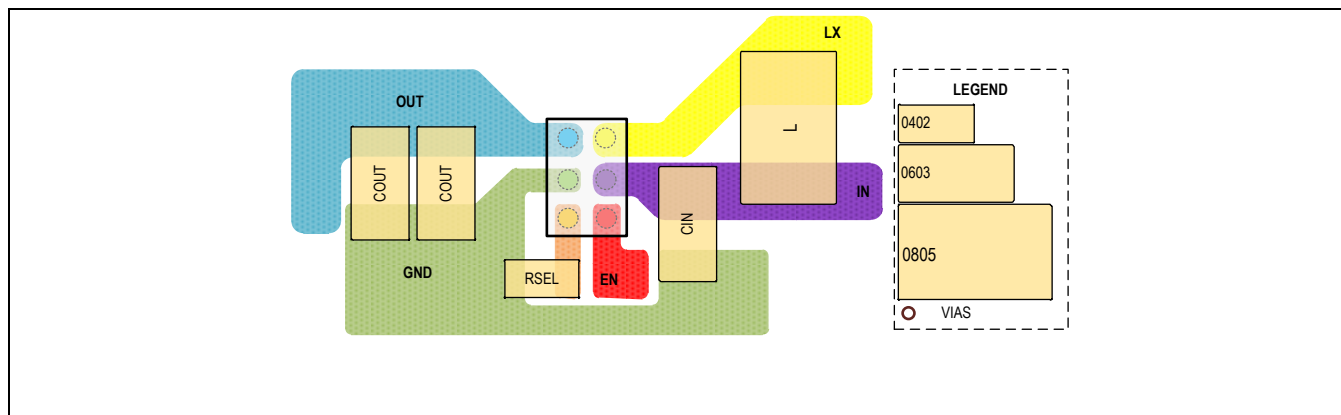 LX
OUT
LEGEND
0402
L
0603
COUT
COUT
IN
CIN
0805
GND
RSEL
EN
VIAS